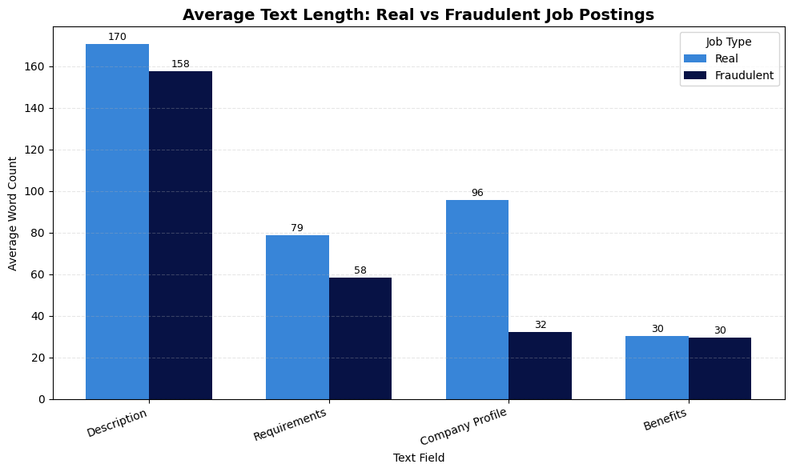 Average Text Length: Real vs Fraudulent Job Postings
Job Type
Real
Fraudulent
Average Word Count
160
140
120
100
80
60
40
20
0
170
158
79
58
96
32
30
30
Description
Requirements
Company Profile
Benefits
Text Field